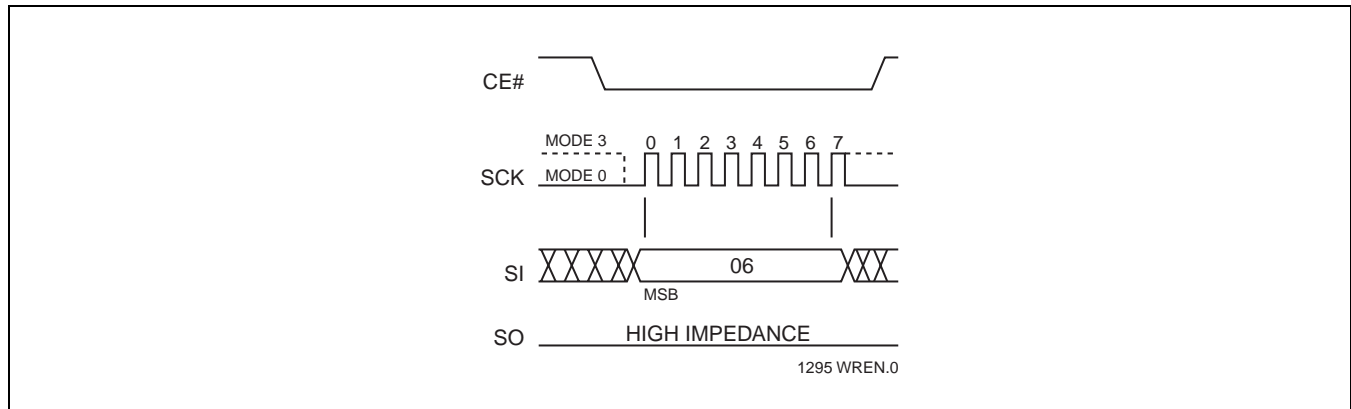 CE#
MODE 3
0 1 2 3 4 5 6 7
SCK
MODE 0
SI
06
MSB
SO
HIGH IMPEDANCE
1295 WREN.0